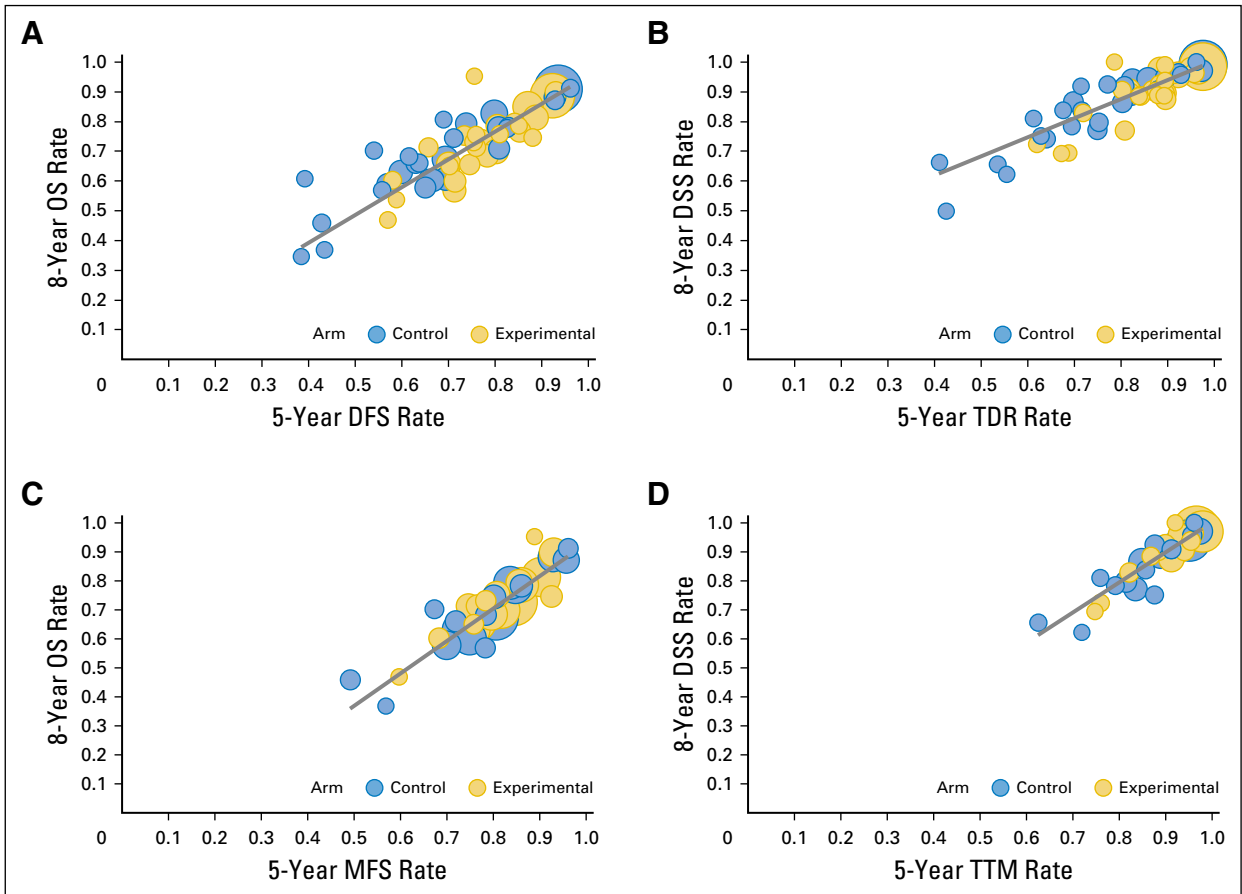 A
8-Year OS Rate
1.0
0.9
0.8
0.7
0.6
0.5
0.4
0.3
0.2
0.1
Arm Control Experimental
0 0.1 0.2 0.3 0.4 0.5 0.6 0.7 0.8 0.9 1.0
5-Year DFS Rate
B
8-Year DSS Rate
1.0
0.9
0.8
0.7
0.6
0.5
0.4
0.3
0.2
0.1
Arm Control Experimental
0 0.1 0.2 0.3 0.4 0.5 0.6 0.7 0.8 0.9 1.0
5-Year TDR Rate
C
8-Year OS Rate
1.0
0.9
0.8
0.7
0.6
0.5
0.4
0.3
0.2
0.1
Arm Control Experimental
0 0.1 0.2 0.3 0.4 0.5 0.6 0.7 0.8 0.9 1.0
5-Year MFS Rate
D
8-Year DSS Rate
1.0
0.9
0.8
0.7
0.6
0.5
0.4
0.3
0.2
0.1
Arm Control Experimental
0 0.1 0.2 0.3 0.4 0.5 0.6 0.7 0.8 0.9 1.0
5-Year TTM Rate